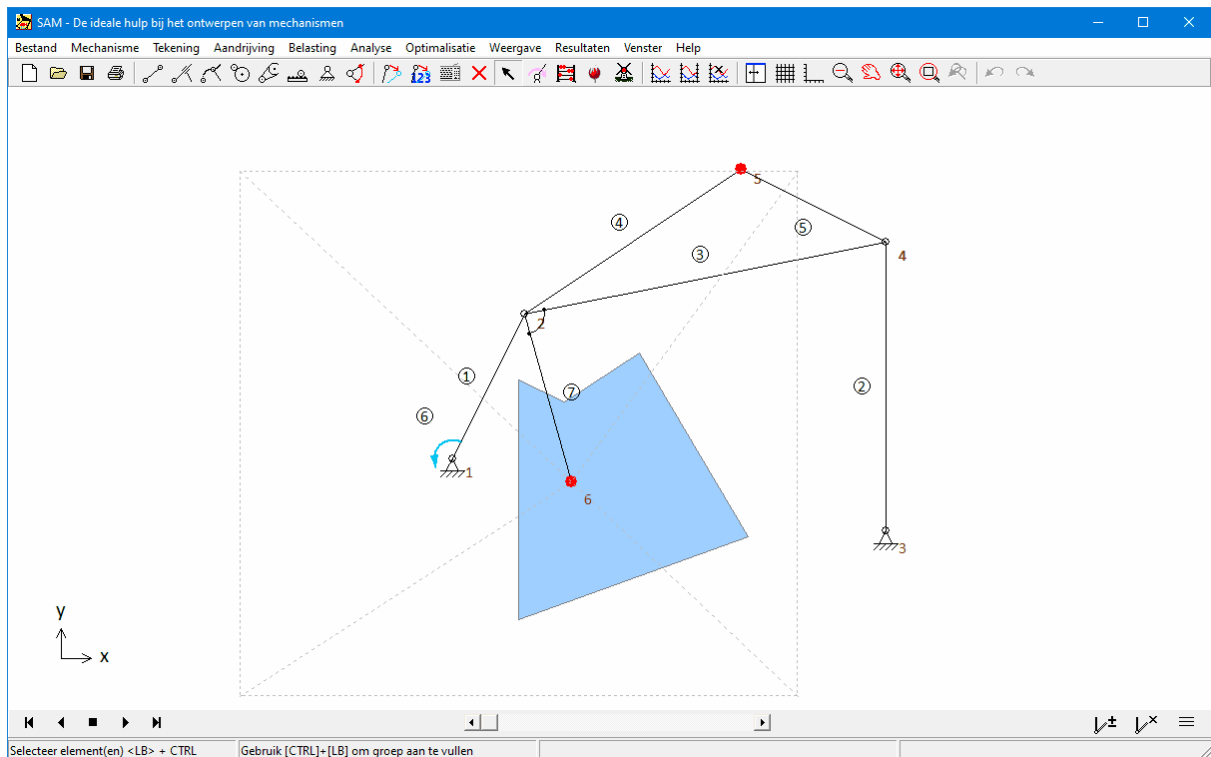 SAM - De ideale hulp bij het ontwerpen van mechanismen
Bestand Mechanisme Tekening Aandrijving Belasting Analyse Optimalisatie Weergave Resultaten Venster Help
123
5
④
⑤
③
4
2
①
⑦
②
⑥
1
6
3
y
x
Selecteer element(en) <LB> + CTRL
Gebruik [CTRL]+[LB] om groep aan te vullen